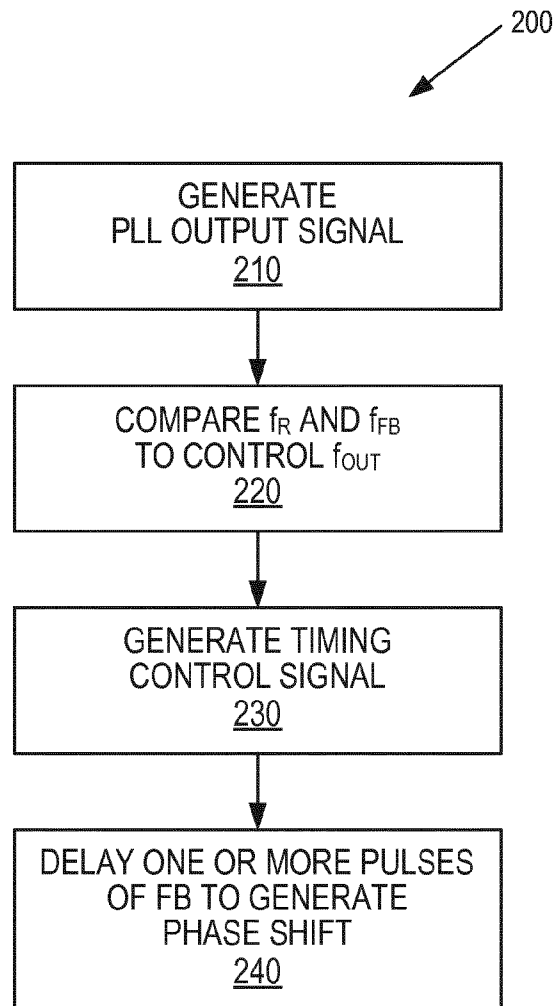 200
GENERATE
PLL OUTPUT SIGNAL
210
COMPARE fR AND fFB
TO CONTROL fOUT
220
GENERATE TIMING
CONTROL SIGNAL
230
DELAY ONE OR MORE PULSES
OF FB TO GENERATE
PHASE SHIFT
240